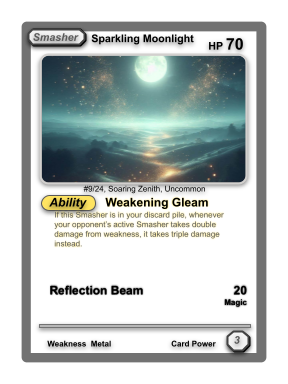 Smasher Sparkling Moonlight HP 70
#9/24, Soaring Zenith, Uncommon
Ability Weakening Gleam
If this Smasher is in your discard pile, whenever
your opponent's active Smasher takes double
damage from weakness, it takes triple damage
instead.
Reflection Beam 20
Magic
Weakness Metal Card Power 3